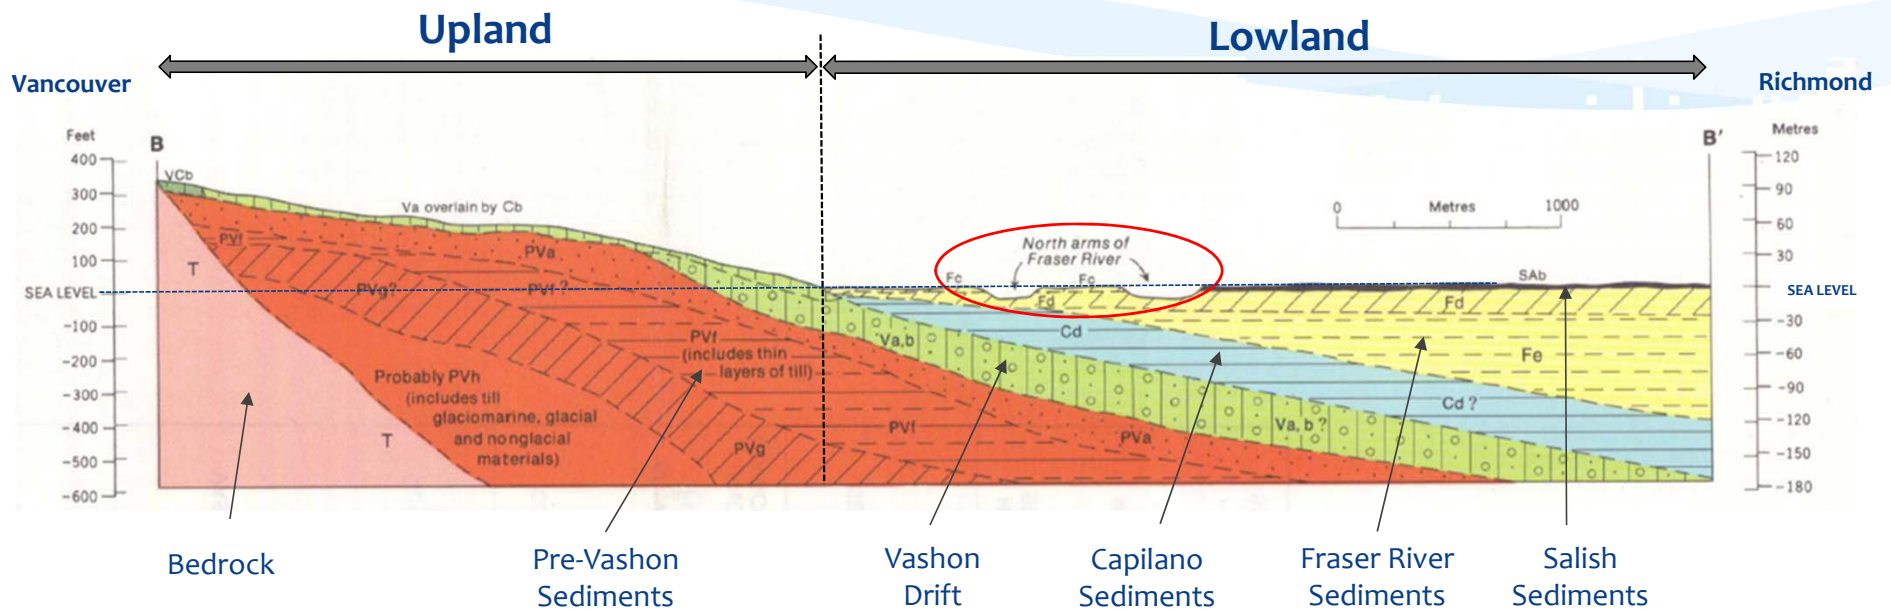 Upland
Lowland
Vancouver
Richmond
Feet
B
B'
Metres
400
300
200
100
SEA LEVEL
-100
-200
-300
-400
-500
-600
120
90
60
30
SEA LEVEL
-30
-60
-90
-120
-150
-180
VCb
Va overlain by Cb
0 Metres 1000
North arms of
Fraser River
PVf
PVa
T
PVg?
PVf ?
Fc
Fc
Fd
SAb
Fd
Cd
Va,b
Fe
PVf
(includes thin
layers of till)
Probably PVh
(includes till
glaciomarine, glacial
and nonglacial
materials)
Cd ?
T
PVg
PVf
PVa
Va, b ?
Bedrock
Pre-Vashon
Sediments
Vashon
Drift
Capilano
Sediments
Fraser River
Sediments
Salish
Sediments